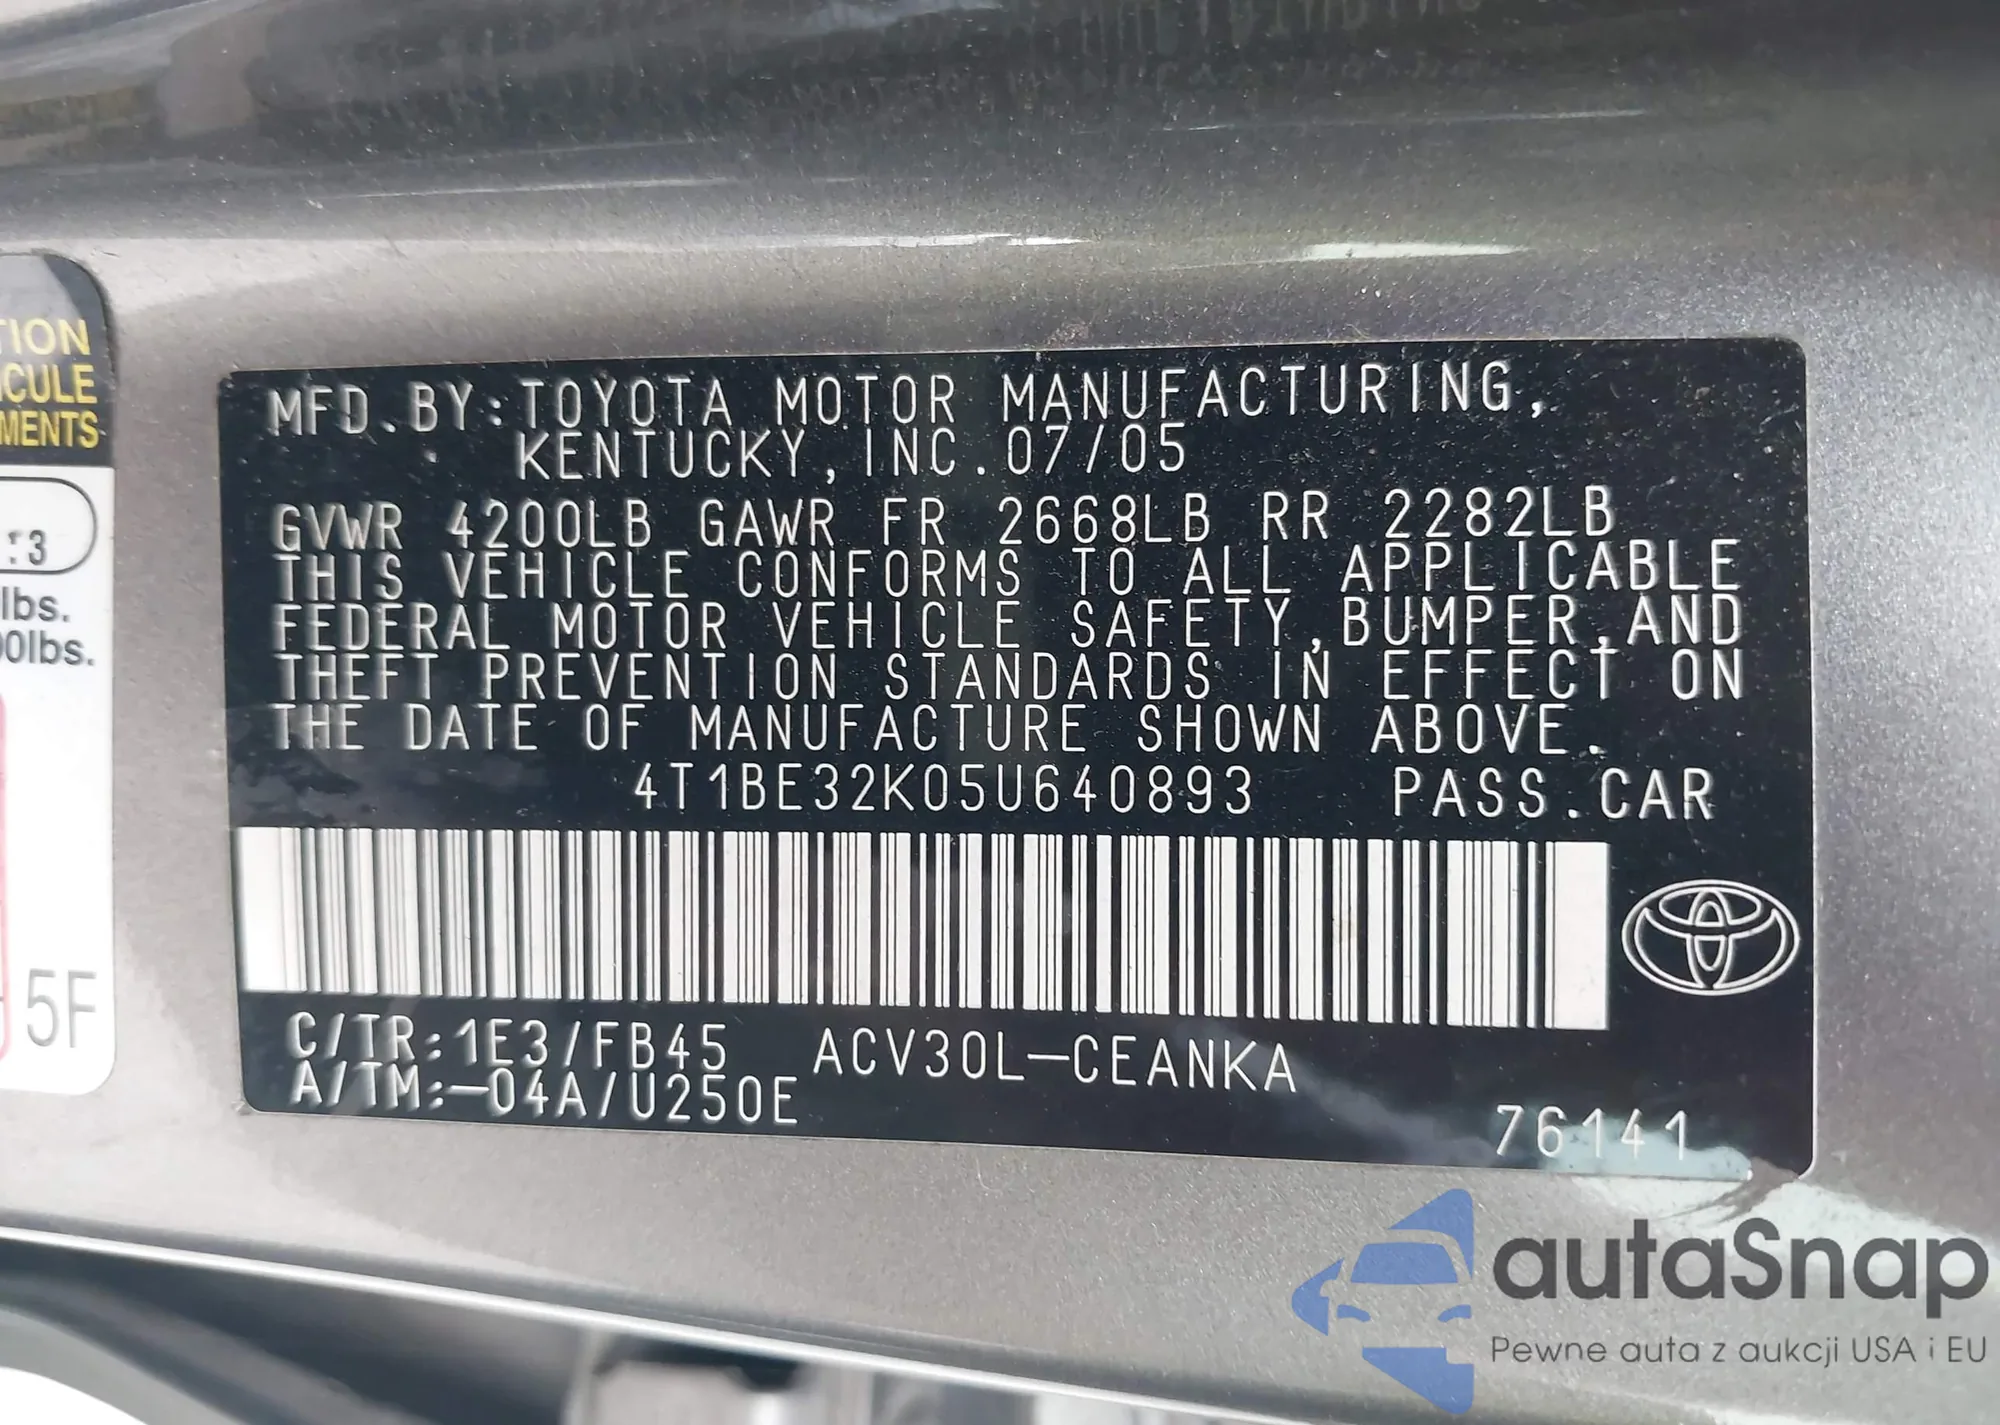 MFD.BY:TOYOTA MOTOR MANUFACTURING,
KENTUCKY,INC.07/05
GVWR 4200LB GAWR FR 2668LB RR 2282LB
THIS VEHICLE CONFORMS TO ALL APPLICABLE
FEDERAL MOTOR VEHICLE SAFETY,BUMPER,AND
THEFT PREVENTION STANDARDS IN EFFECT ON
THE DATE OF MANUFACTURE SHOWN ABOVE.
4T1BE32K05U640893 PASS.CAR
C/TR:1E3/FB45 ACV30L-CEANKA
A/TM:-04A/U250E
76141
TION
ICULE
MENTS
:3
lbs.
00lbs.
5F
autaSnap
Pewne auta z aukcji USA i EU